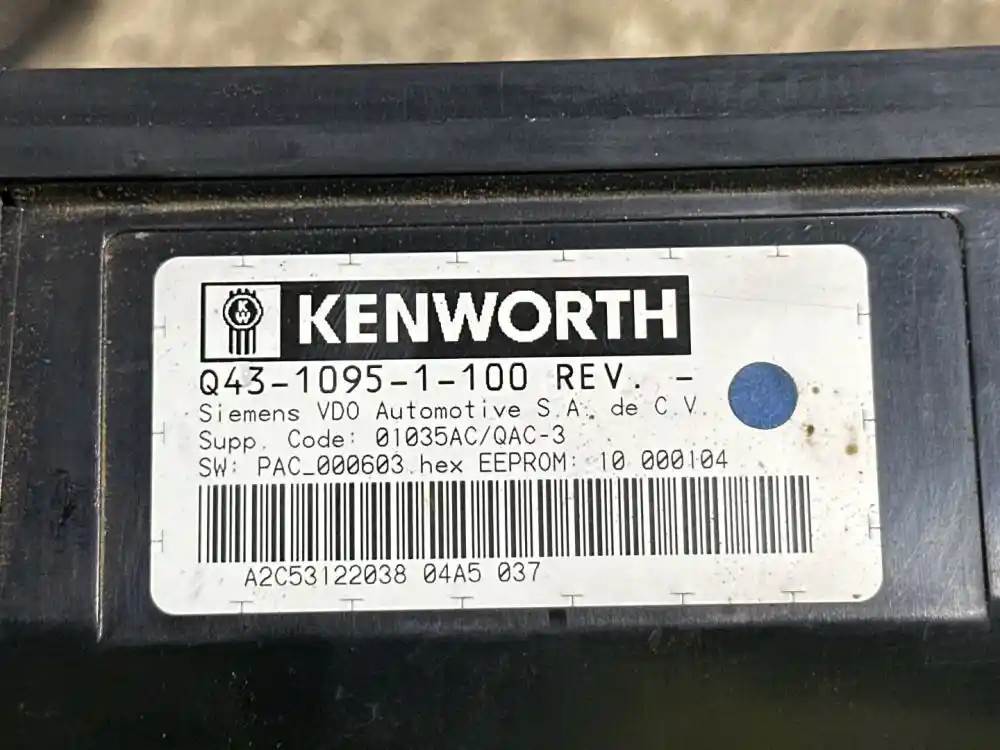 KW KENWORTH
Q43-1095-1-100 REV. -
Siemens VDO Automotive S.A. de C.V.
Supp. Code: 01035AC/QAC-3
SW: PAC_000603.hex EEPROM: 10.000104
A2C53122038 04A5 037